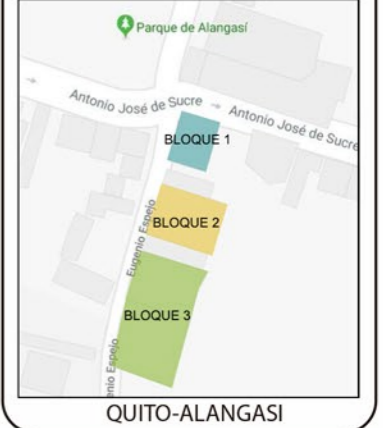 Parque de Alangasí
Antonio José de Sucre
Antonio José de Sucre
BLOQUE 1
BLOQUE 2
Eugenio Espejo
BLOQUE 3
nio Espejo
QUITO-ALANGASI